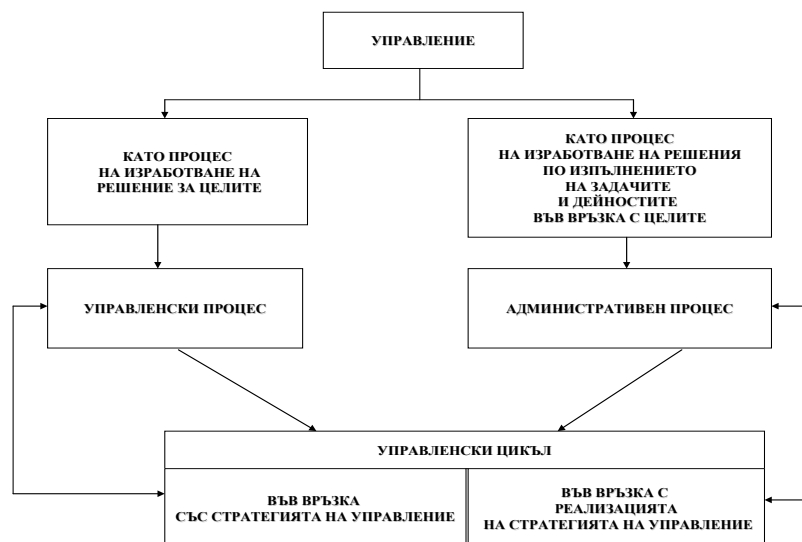 УПРАВЛЕНИЕ
КАТО ПРОЦЕС
НА ИЗРАБОТВАНЕ НА
РЕШЕНИЕ ЗА ЦЕЛИТЕ
КАТО ПРОЦЕС
НА ИЗРАБОТВАНЕ НА РЕШЕНИЯ
ПО ИЗПЪЛНЕНИЕТО
НА ЗАДАЧИТЕ
И ДЕЙНОСТИТЕ
ВЪВ ВРЪЗКА С ЦЕЛИТЕ
УПРАВЛЕНСКИ ПРОЦЕС
АДМИНИСТРАТИВЕН ПРОЦЕС
УПРАВЛЕНСКИ ЦИКЪЛ
ВЪВ ВРЪЗКА
СЪС СТРАТЕГИЯТА НА УПРАВЛЕНИЕ
ВЪВ ВРЪЗКА С
РЕАЛИЗАЦИЯТА
НА СТРАТЕГИЯТА НА УПРАВЛЕНИЕ